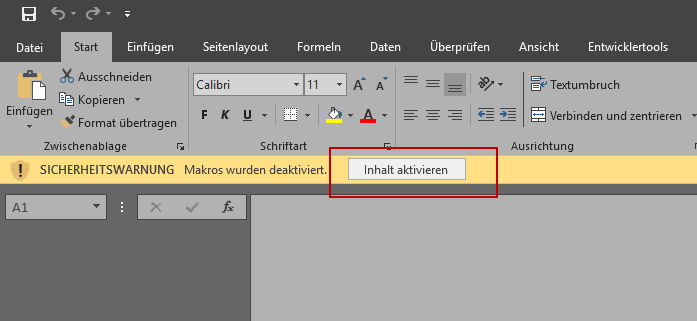 Datei Start Einfügen Seitenlayout Formeln Daten Überprüfen Ansicht Entwicklertools
Einfügen
Ausschneiden
Kopieren
Format übertragen
Zwischenablage
Calibri 11 A A
F K U A
Schriftart
ab Textumbruch
Verbinden und zentrieren
Ausrichtung
SICHERHEITSWARNUNG Makros wurden deaktiviert. Inhalt aktivieren
A1 fx